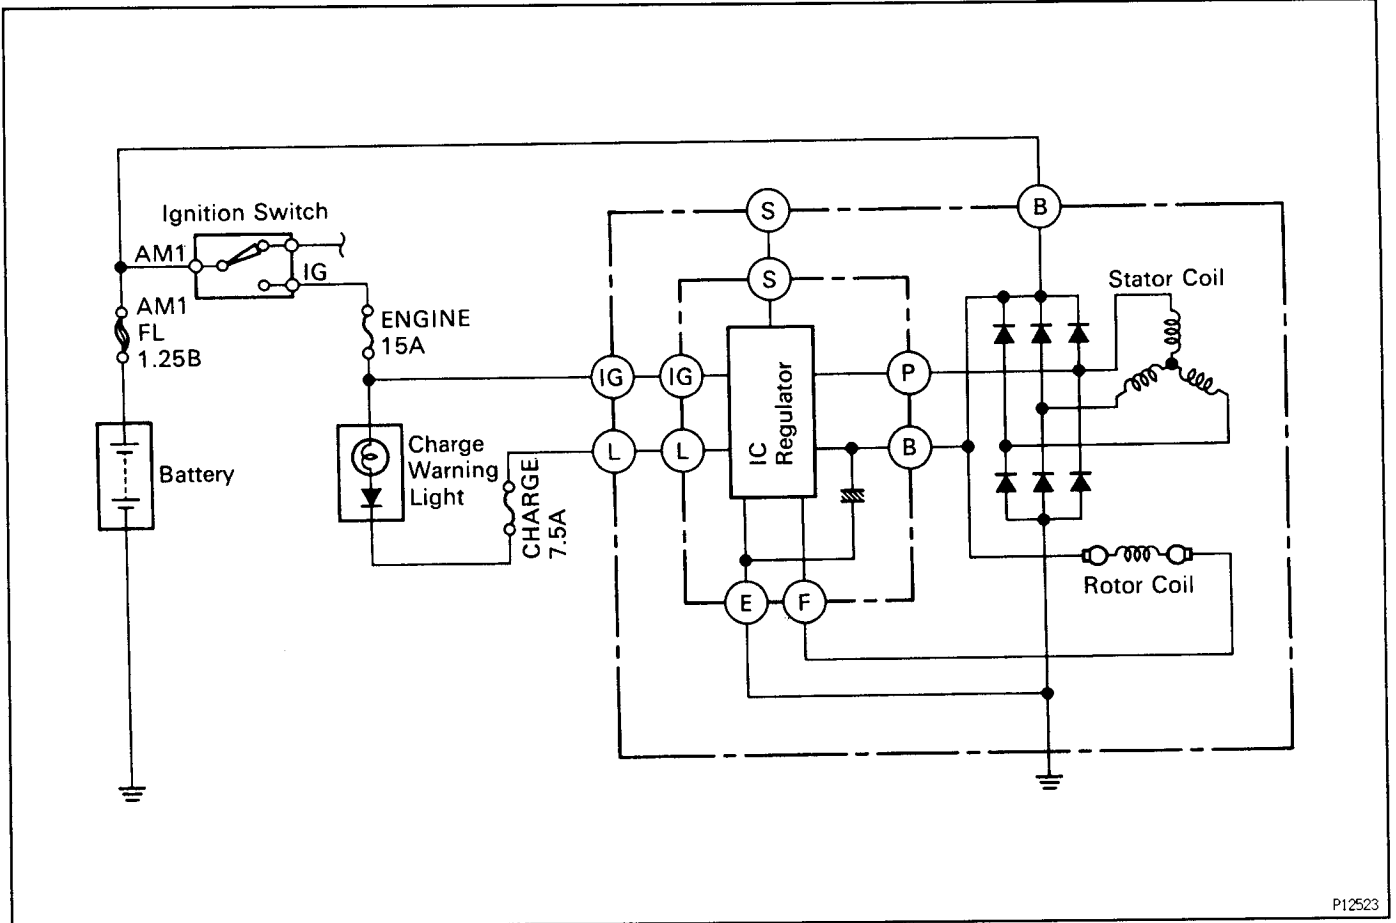 Ignition Switch
AM1
IG
AM1
FL
1.25B
ENGINE
15A
Battery
Charge
Warning
Light
CHARGE
7.5A
S
B
S
Stator Coil
IG
IG
IC
Regulator
P
L
L
B
Rotor Coil
E
F
P12523